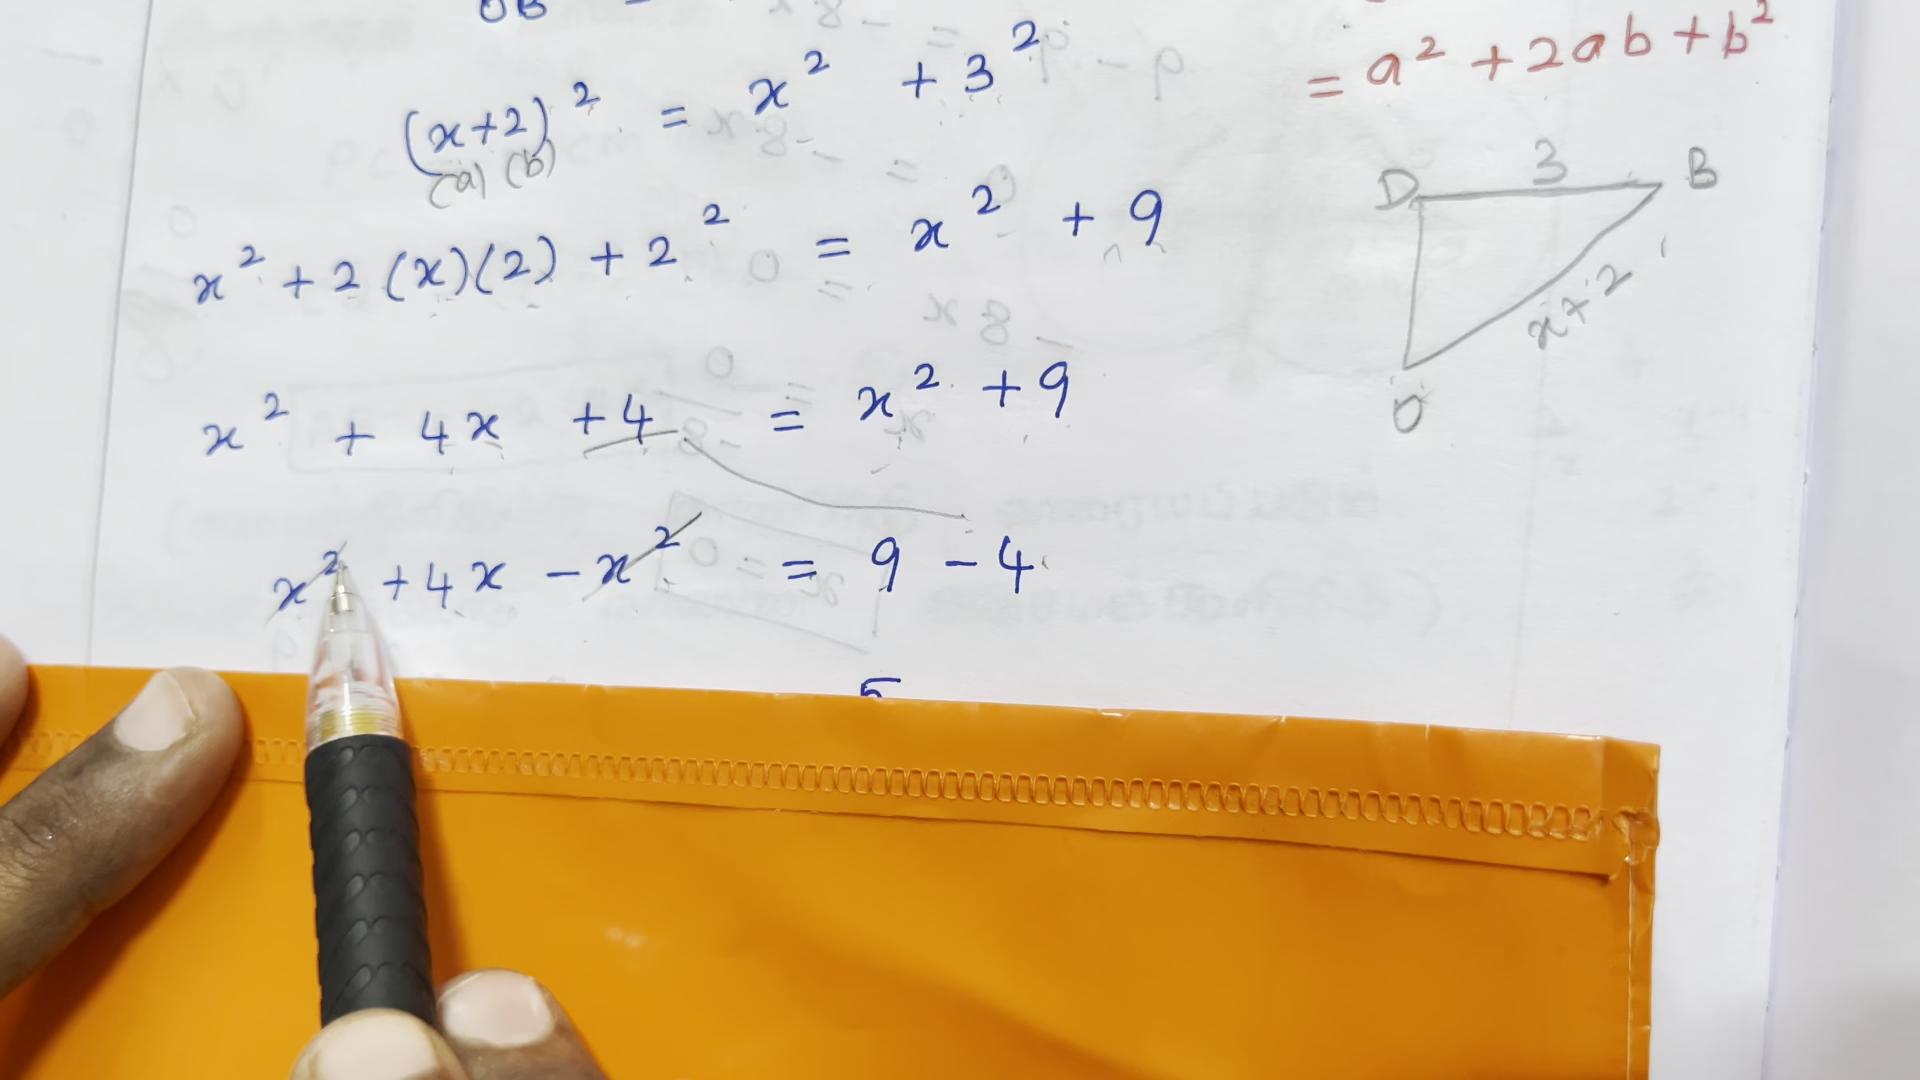 OB
(x+2)² = x² + 3²
(a) (b)
x² + 2 (x)(2) + 2² = x² + 9
x² + 4x + 4 = x² + 9
x² + 4x - x² = 9 - 4
5
= a² + 2ab + b²
D 3 B
x+2
O